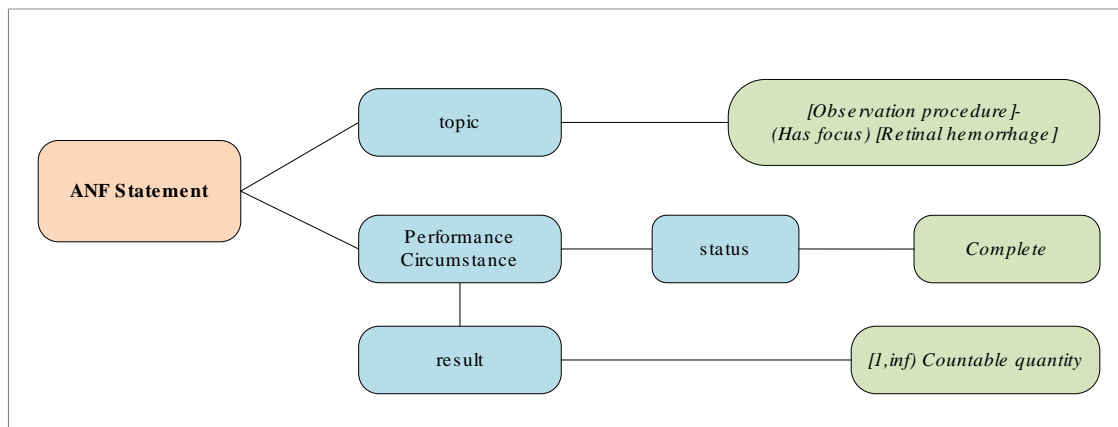 topic
[Observation procedure]-
(Has focus) [Retinal hemorrhage]
ANF Statement
Performance
Circumstance
status
Complete
result
[1,inf) Countable quantity